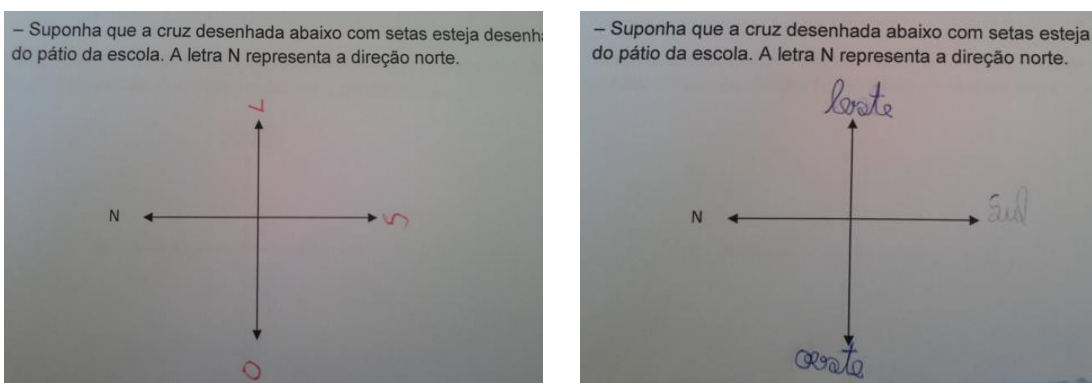 – Suponha que a cruz desenhada abaixo com setas esteja desenh
do pátio da escola. A letra N representa a direção norte.
L
N
S
O
– Suponha que a cruz desenhada abaixo com setas esteja
do pátio da escola. A letra N representa a direção norte.
leste
N
Sul
oeste